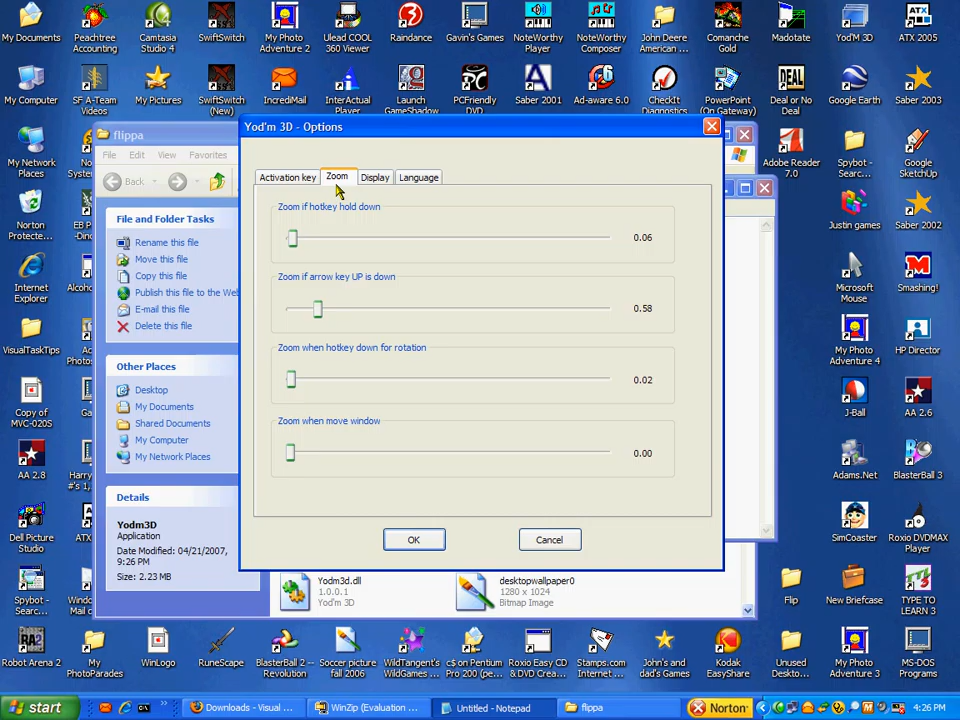 My Documents
Peachtree
Accounting
Camtasia
Studio 4
SwiftSwitch
My Photo
Adventure 2
Ulead COOL
360 Viewer
Raindance
Gavin's Games
NoteWorthy
Player
NoteWorthy
Composer
John Deere
American ...
Comanche
Gold
Madotate
Yod'M 3D
ATX 2005
My Computer
SF A-Team
Videos
My Pictures
SwiftSwitch
(New)
IncrediMail
InterActual
Player
Launch
GameShadow
PCFriendly
DVD
Saber 2001
Ad-aware 6.0
CheckIt
Diagnostics
PowerPoint
(On Gateway)
Deal or No
Deal
Google Earth
Saber 2003
Yod'm 3D - Options
flippa
File
Edit
View
Favorites
Back
My Network
Places
Adobe Reader
7.0
Spybot -
Searc...
Google
SketchUp
Activation key
Zoom
Display
Language
Zoom if hotkey hold down
0.06
Zoom if arrow key UP is down
0.58
Zoom when hotkey down for rotation
0.02
Zoom when move window
0.00
OK
Cancel
File and Folder Tasks
Rename this file
Move this file
Copy this file
Publish this file to the Web
E-mail this file
Delete this file
Other Places
Desktop
My Documents
Shared Documents
My Computer
My Network Places
Details
Yodm3D
Application
Date Modified: 04/21/2007,
9:26 PM
Size: 2.23 MB
Yodm3d.dll
1.0.0.1
Yod'm 3D
desktopwallpaper0
1280 x 1024
Bitmap Image
Norton
Protecte...
Justin games
Saber 2002
Internet
Explorer
Microsoft
Mouse
Smashing!
VisualTaskTips
My Photo
Adventure 4
HP Director
Copy of
MVC-020S
J-Ball
AA 2.6
AA 2.8
Adams.Net
BlasterBall 3
Dell Picture
Studio
SimCoaster
Roxio DVDMAX
Player
Spybot -
Searc...
Flip
New Briefcase
TYPE TO
LEARN 3
Robot Arena 2
My
PhotoParades
WinLogo
RuneScape
BlasterBall 2 --
Revolution
Soccer picture
fall 2006
WildTangent's
WildGames ...
c$ on Pentium
Pro 200 (pe...
Roxio Easy CD
& DVD Crea...
Stamps.com
Internet ...
John's and
dad's Games
Kodak
EasyShare
Unused
Deskto...
My Photo
Adventure 3
MS-DOS
Programs
start
Downloads - Visual ...
WinZip (Evaluation ...
Untitled - Notepad
flippa
Norton
4:26 PM